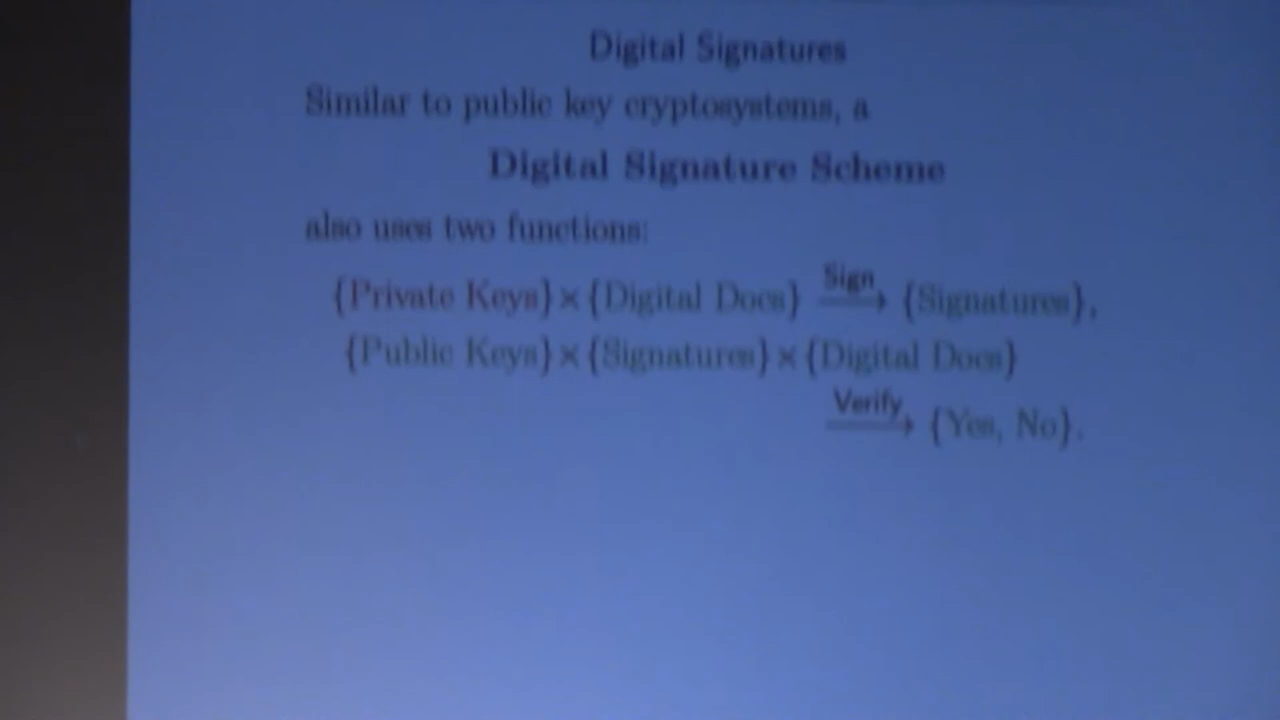 Digital Signatures
Similar to public key cryptosystems, a
Digital Signature Scheme
also uses two functions:
{Private Keys} × {Digital Docs} Sign⟶ {Signatures},
{Public Keys} × {Signatures} × {Digital Docs}
Verify⟶ {Yes, No}.